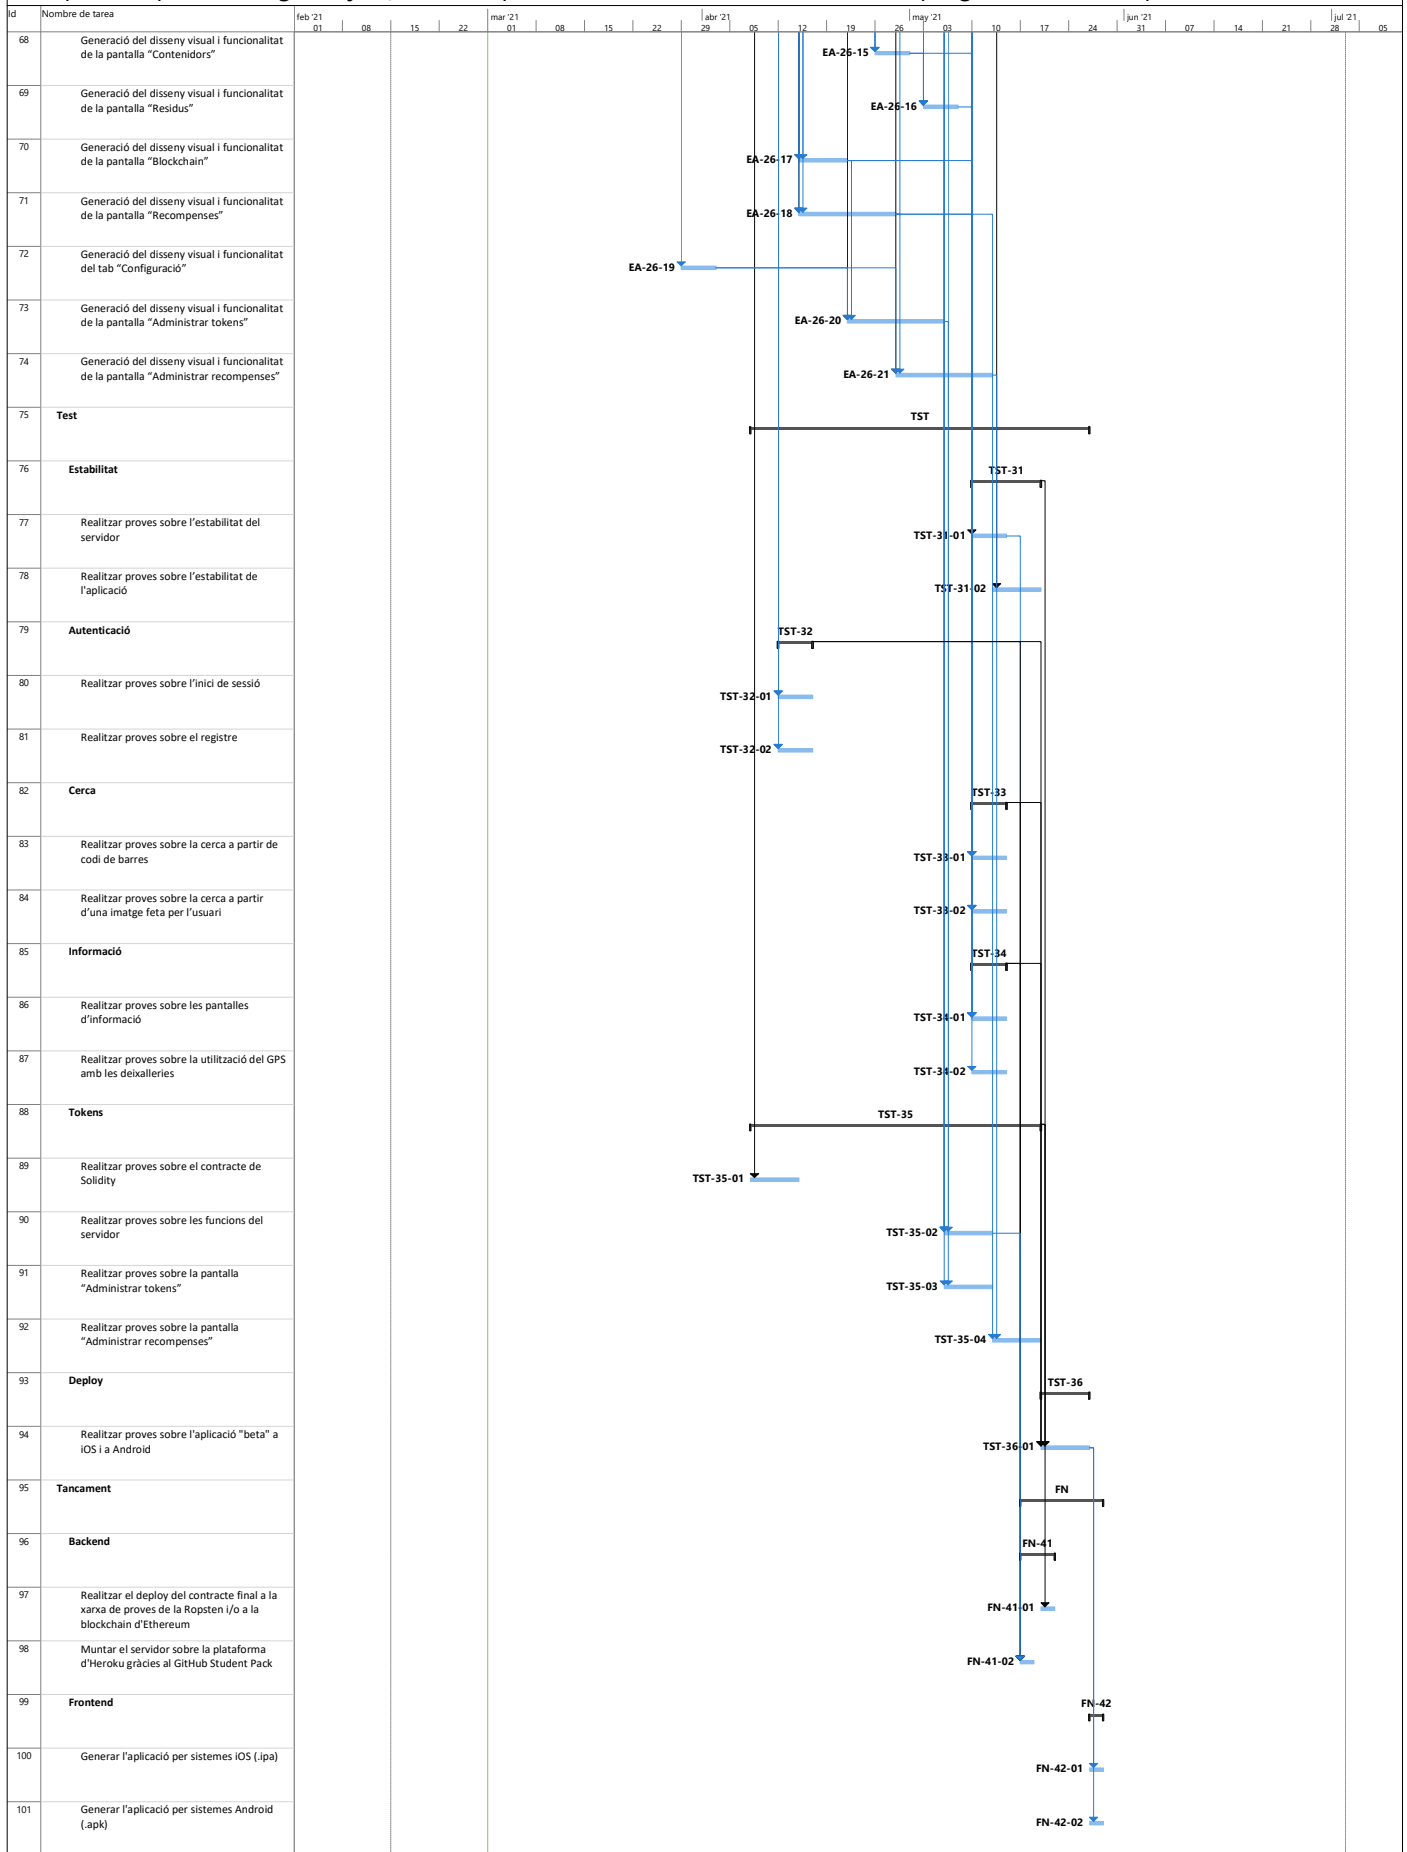 Id
Nombre de tarea
feb '21
mar '21
abr '21
may '21
jun '21
jul '21
01
08
15
22
01
08
15
22
29
05
12
19
26
03
10
17
24
31
07
14
21
28
05
68
Generació del disseny visual i funcionalitat
de la pantalla “Contenidors”
EA-26-15
69
Generació del disseny visual i funcionalitat
de la pantalla “Residus”
EA-26-16
70
Generació del disseny visual i funcionalitat
de la pantalla “Blockchain”
EA-26-17
71
Generació del disseny visual i funcionalitat
de la pantalla “Recompenses”
EA-26-18
72
Generació del disseny visual i funcionalitat
del tab “Configuració”
EA-26-19
73
Generació del disseny visual i funcionalitat
de la pantalla “Administrar tokens”
EA-26-20
74
Generació del disseny visual i funcionalitat
de la pantalla “Administrar recompenses”
EA-26-21
75
Test
TST
76
Estabilitat
TST-31
77
Realitzar proves sobre l’estabilitat del
servidor
TST-31-01
78
Realitzar proves sobre l’estabilitat de
l'aplicació
TST-31-02
79
Autenticació
TST-32
80
Realitzar proves sobre l’inici de sessió
TST-32-01
81
Realitzar proves sobre el registre
TST-32-02
82
Cerca
TST-33
83
Realitzar proves sobre la cerca a partir de
codi de barres
TST-33-01
84
Realitzar proves sobre la cerca a partir
d’una imatge feta per l’usuari
TST-33-02
85
Informació
TST-34
86
Realitzar proves sobre les pantalles
d’informació
TST-34-01
87
Realitzar proves sobre la utilització del GPS
amb les deixalleries
TST-34-02
88
Tokens
TST-35
89
Realitzar proves sobre el contracte de
Solidity
TST-35-01
90
Realitzar proves sobre les funcions del
servidor
TST-35-02
91
Realitzar proves sobre la pantalla
“Administrar tokens”
TST-35-03
92
Realitzar proves sobre la pantalla
“Administrar recompenses”
TST-35-04
93
Deploy
TST-36
94
Realitzar proves sobre l'aplicació "beta" a
iOS i a Android
TST-36-01
95
Tancament
FN
96
Backend
FN-41
97
Realitzar el deploy del contracte final a la
xarxa de proves de la Ropsten i/o a la
blockchain d'Ethereum
FN-41-01
98
Muntar el servidor sobre la plataforma
d'Heroku gràcies al GitHub Student Pack
FN-41-02
99
Frontend
FN-42
100
Generar l'aplicació per sistemes iOS (.ipa)
FN-42-01
101
Generar l'aplicació per sistemes Android
(.apk)
FN-42-02